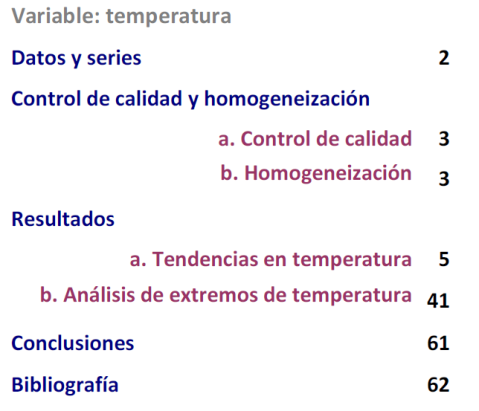 Variable: temperatura
Datos y series 2
Control de calidad y homogeneización
a. Control de calidad 3
b. Homogeneización 3
Resultados
a. Tendencias en temperatura 5
b. Análisis de extremos de temperatura 41
Conclusiones 61
Bibliografía 62